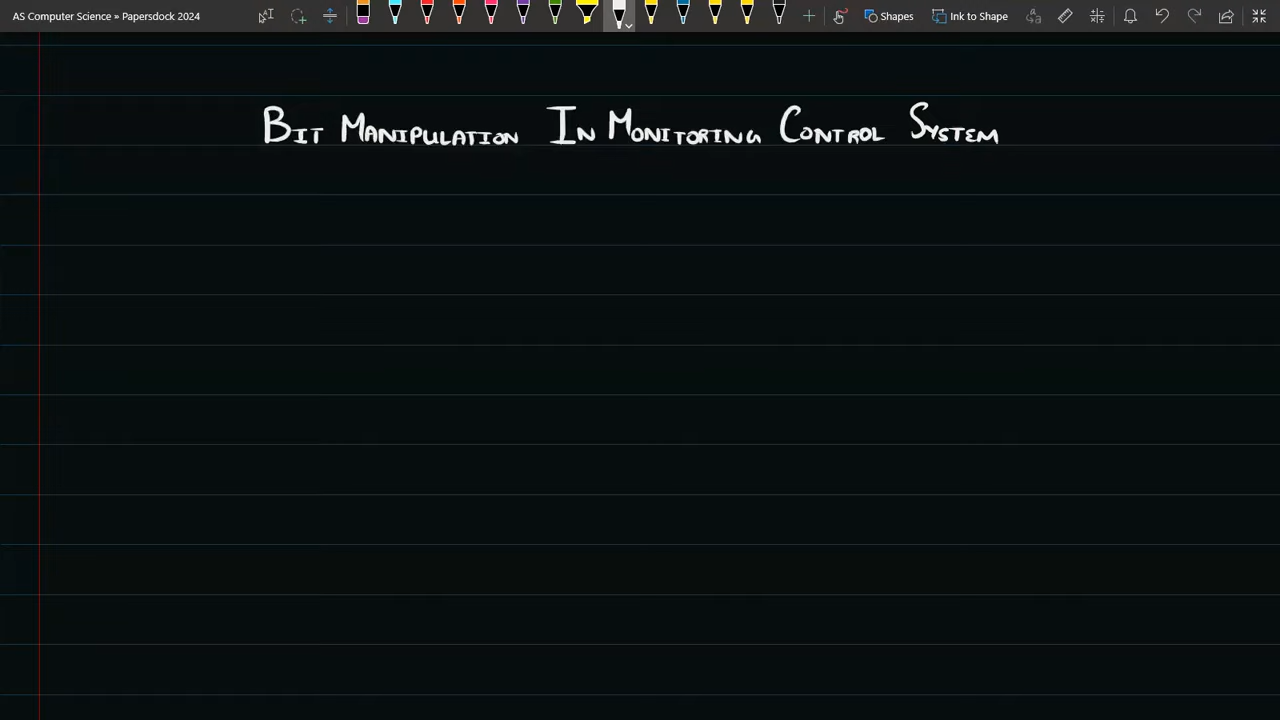 AS Computer Science » Papersdock 2024
Shapes
Ink to Shape
BIT MANIPULATION IN MONITORING CONTROL SYSTEM